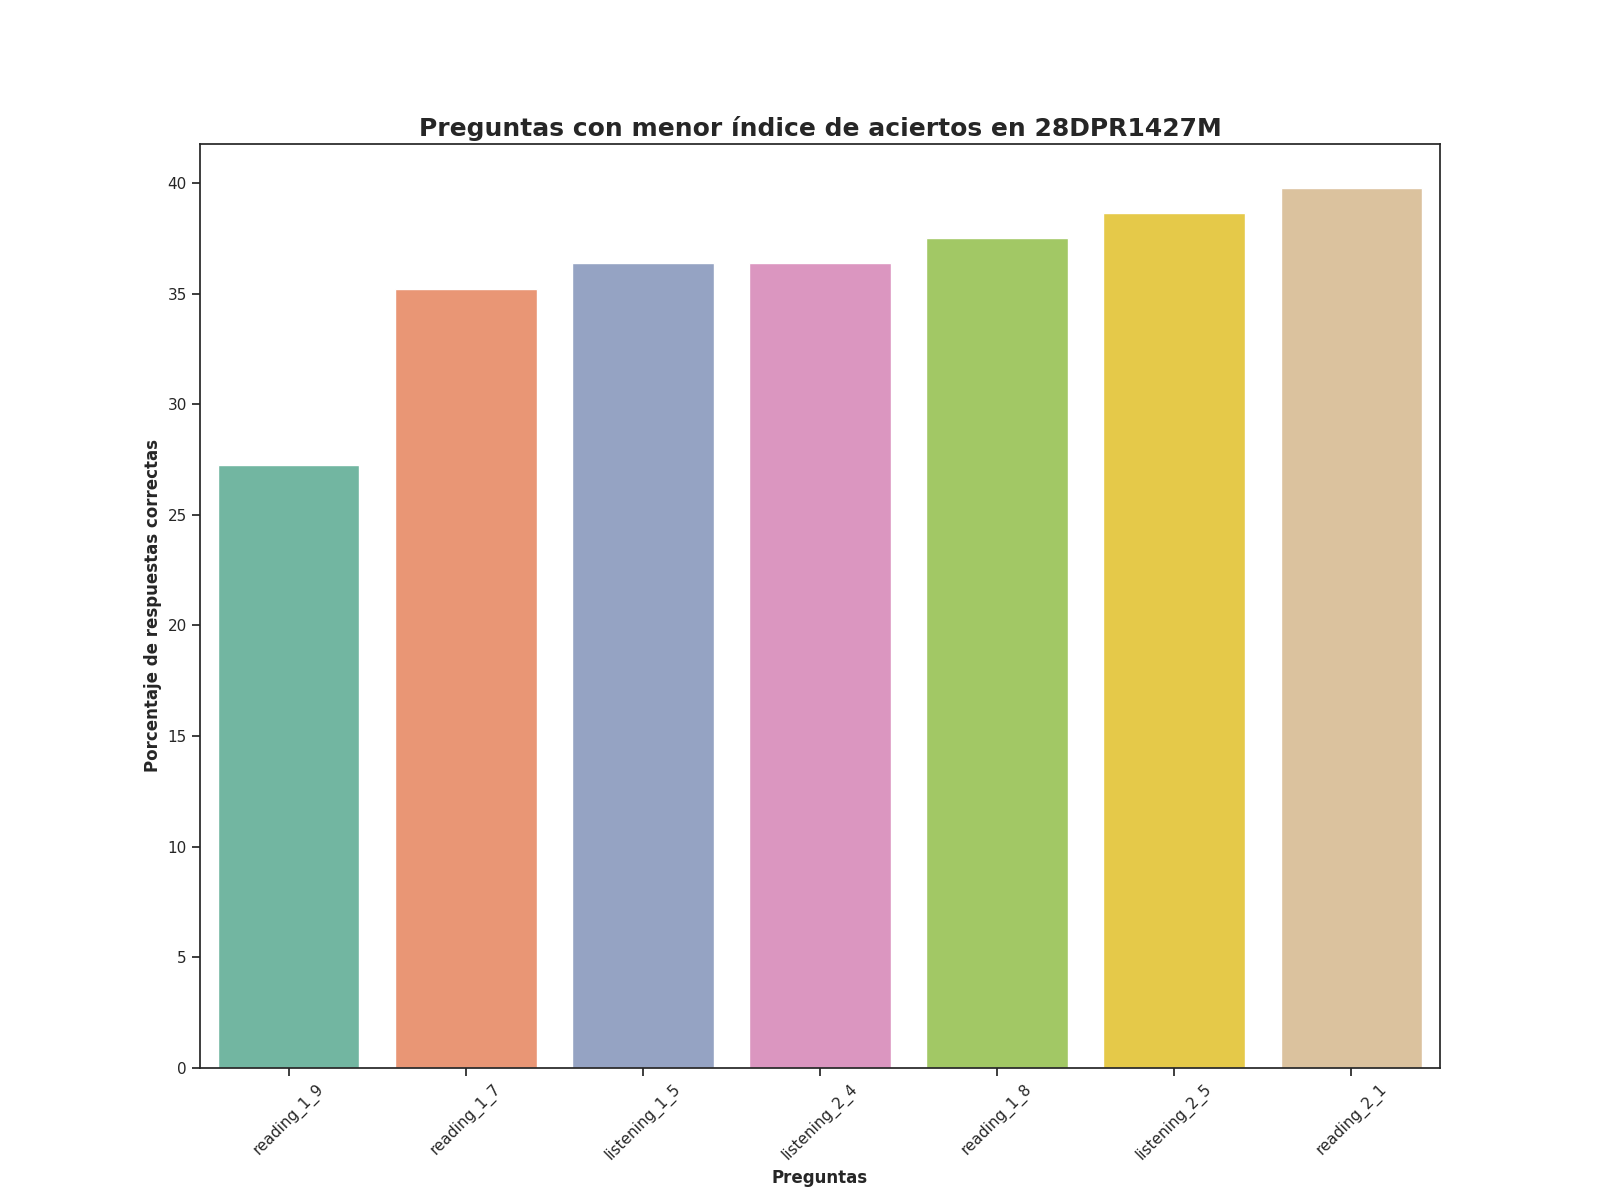 Preguntas con menor índice de aciertos en 28DPR1427M
Porcentaje de respuestas correctas
40
35
30
25
20
15
10
5
0
reading_1_9
reading_1_7
listening_1_5
listening_2_4
reading_1_8
listening_2_5
reading_2_1
Preguntas